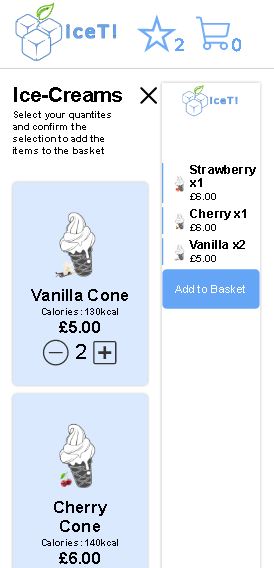 IceTI
2
0
Ice-Creams
Select your quantites
and confirm the
selection to add the
items to the basket
Vanilla Cone
Calories : 130kcal
£5.00
2
Cherry
Cone
Calories : 140kcal
£6.00
IceTI
Strawberry
x1
£6.00
Cherry x1
£6.00
Vanilla x2
£5.00
Add to Basket